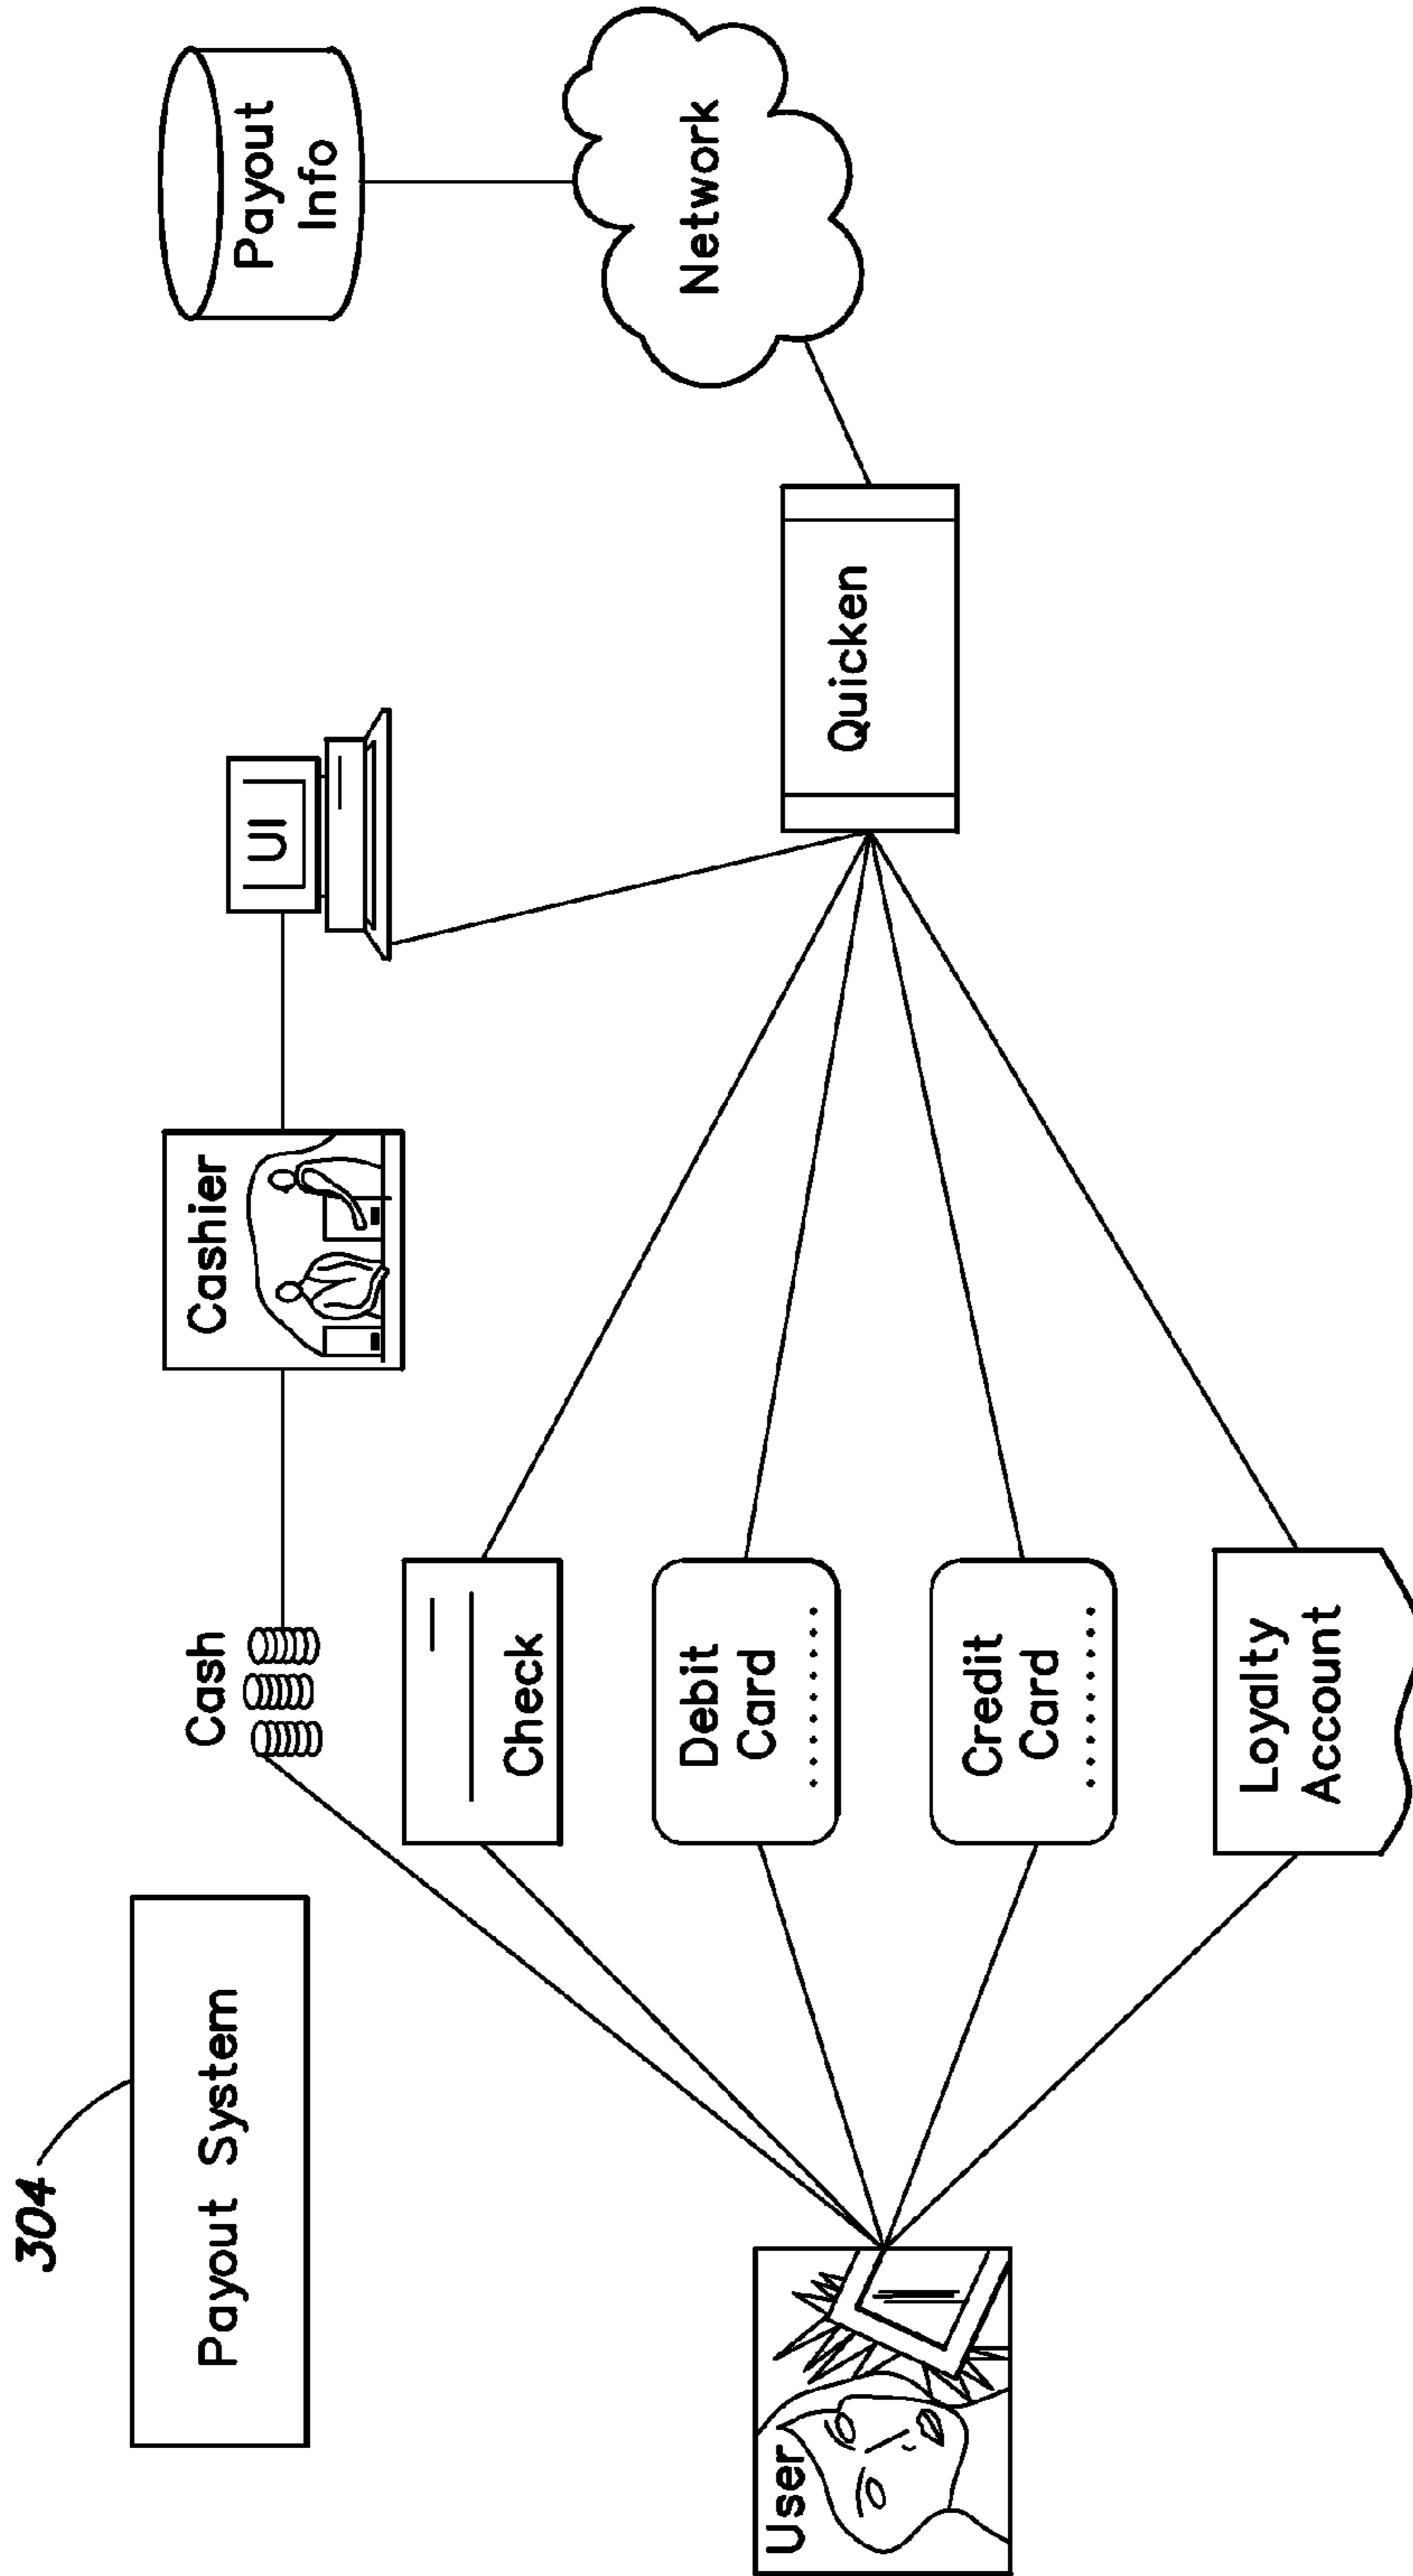 304
Payout System
Cash
Cashier
UI
Payout
Info
User
Check
Debit
Card
Credit
Card
Loyalty
Account
Quicken
Network